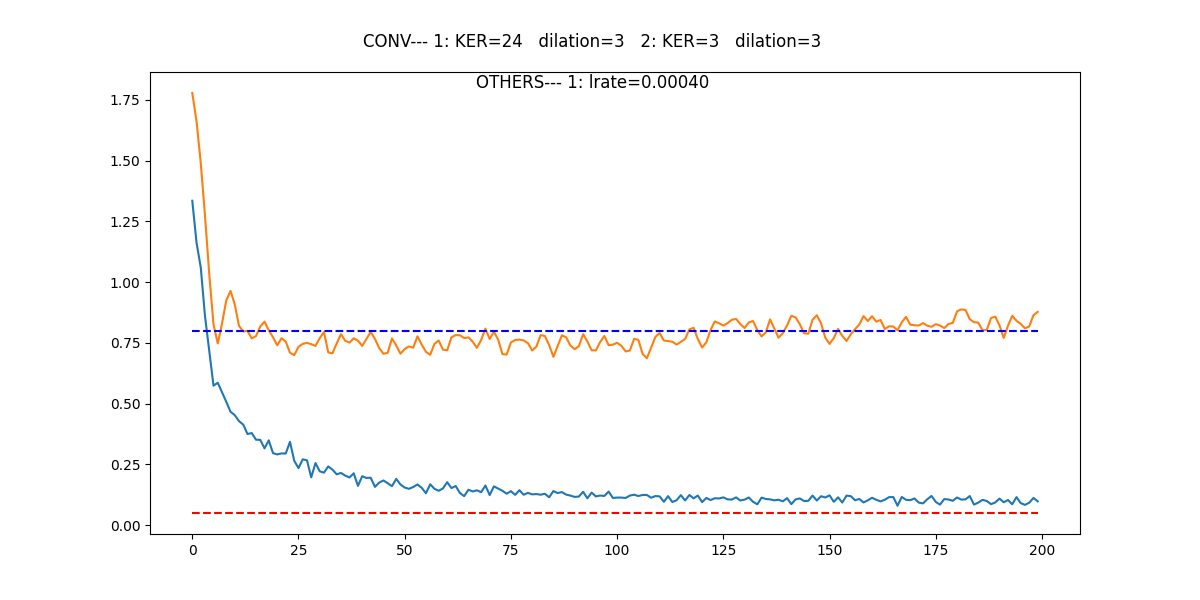 CONV--- 1: KER=24 dilation=3 2: KER=3 dilation=3
OTHERS--- 1: lrate=0.00040
1.75
1.50
1.25
1.00
0.75
0.50
0.25
0.00
0 25 50 75 100 125 150 175 200